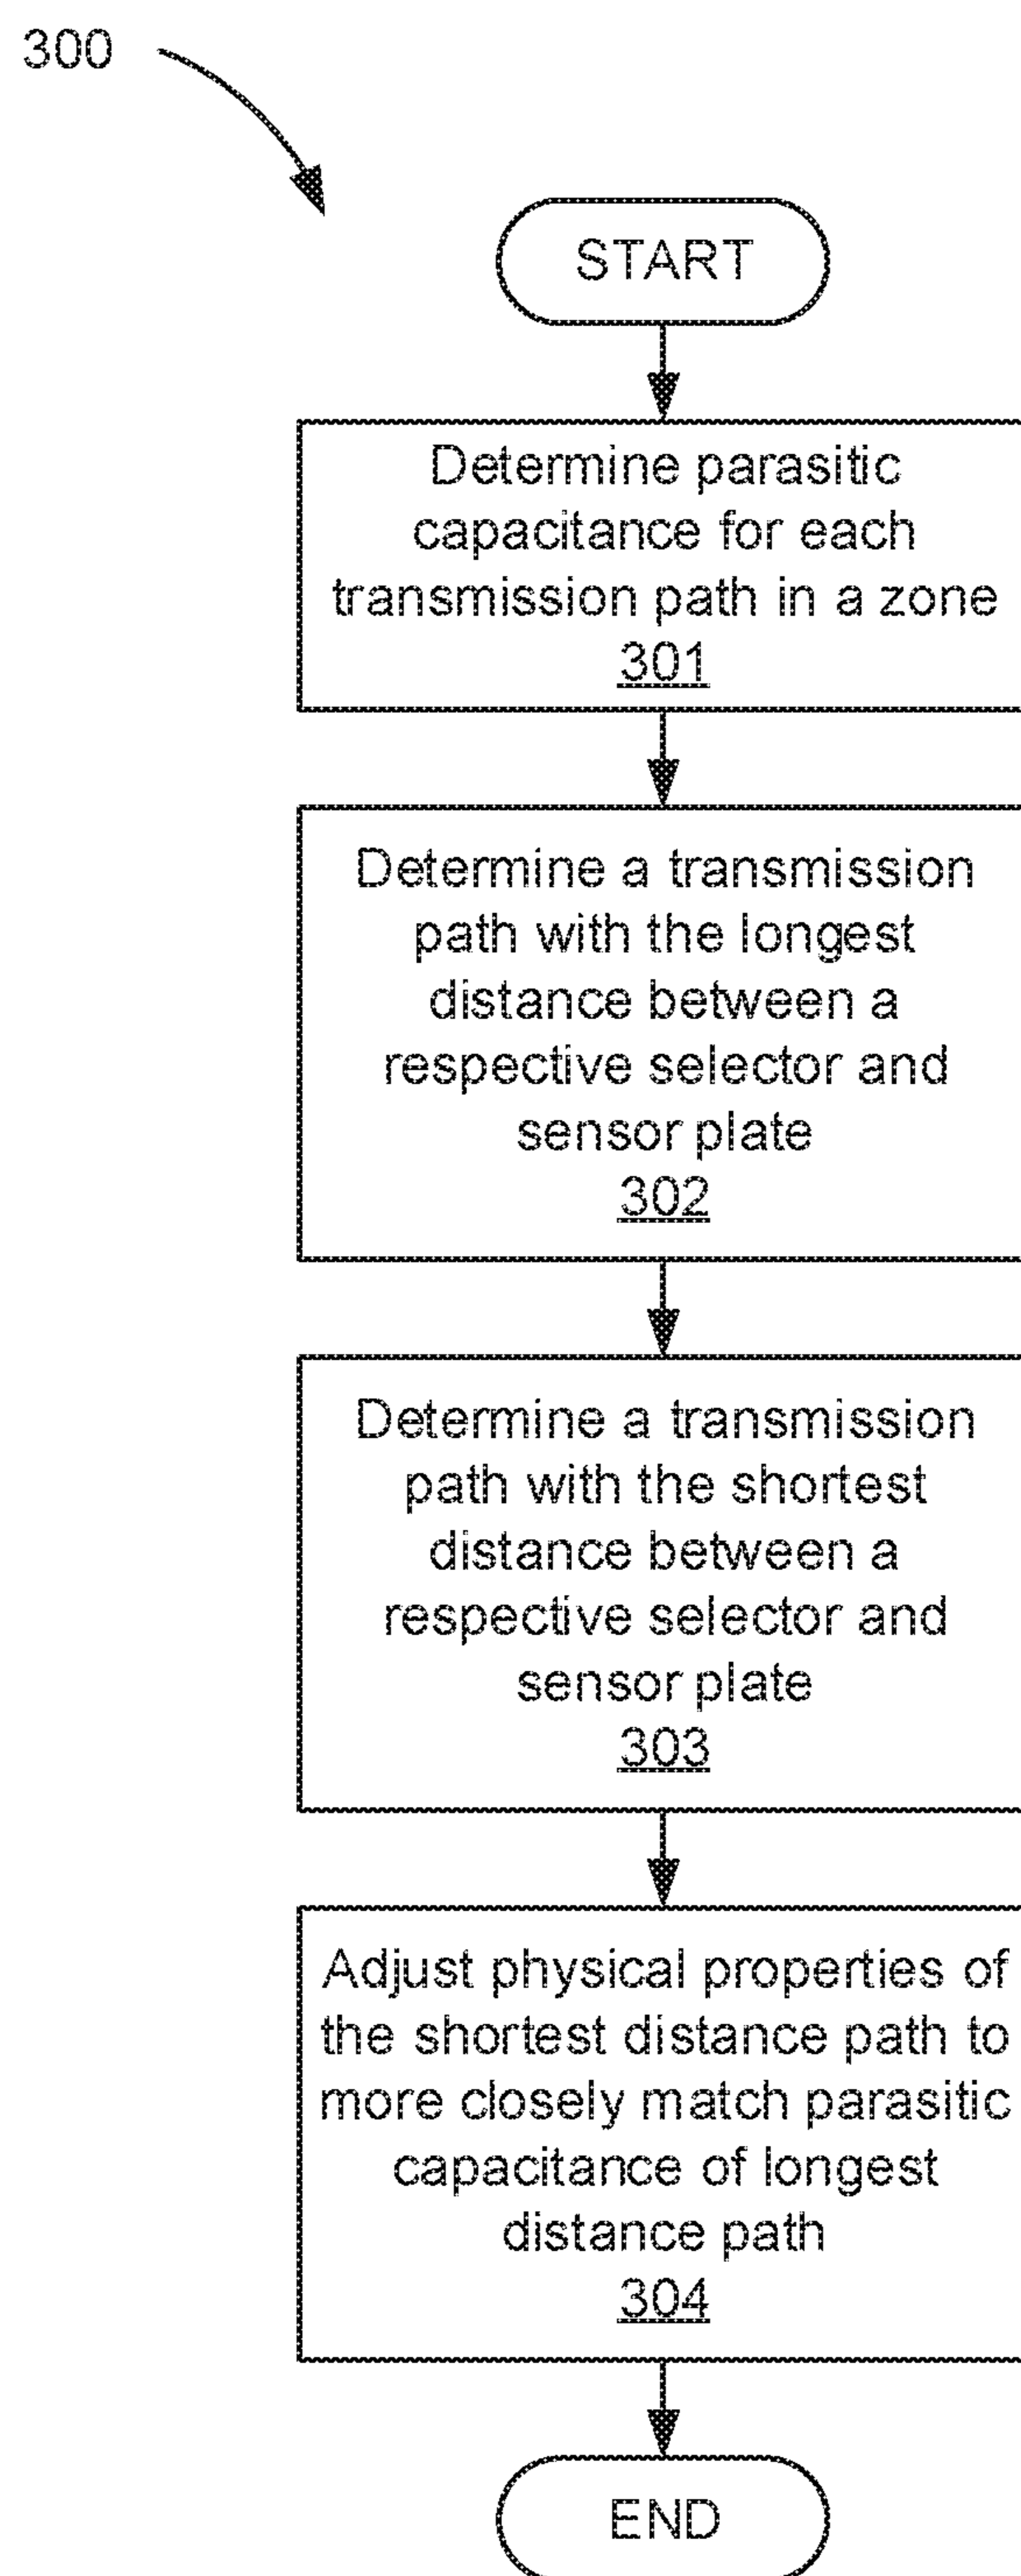 300
START
Determine parasitic
capacitance for each
transmission path in a zone
301
Determine a transmission
path with the longest
distance between a
respective selector and
sensor plate
302
Determine a transmission
path with the shortest
distance between a
respective selector and
sensor plate
303
Adjust physical properties of
the shortest distance path to
more closely match parasitic
capacitance of longest
distance path
304
END